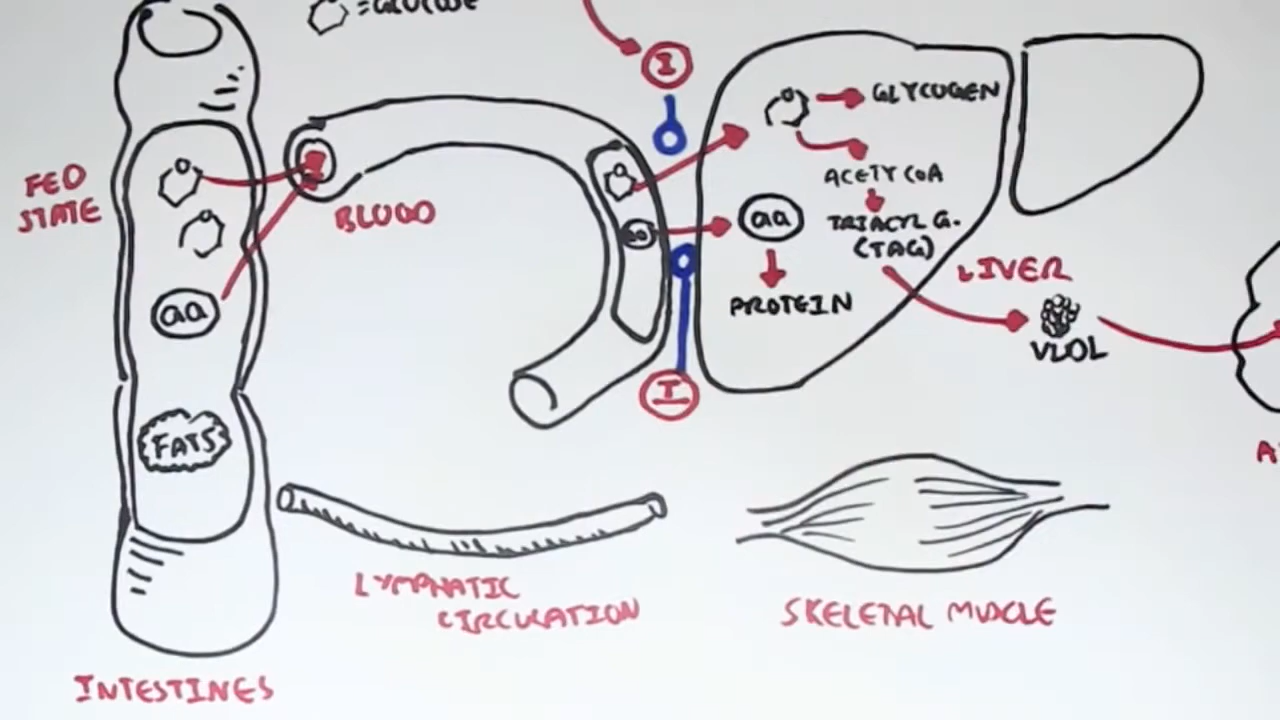 =GLUCOSE
I
GLYCOGEN
FED
STATE
ACETY COA
BLOOD
aa
TRIACYL G.
(TAG)
LIVER
aa
PROTEIN
VLDL
I
FATS
LYMPHATIC
CIRCULATION
SKELETAL MUSCLE
INTESTINES